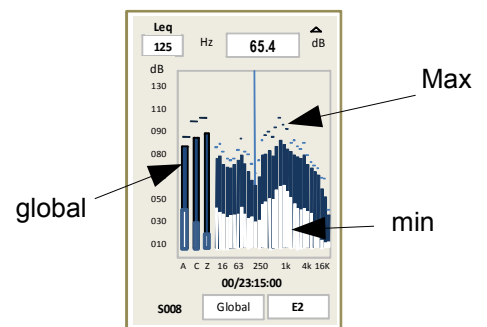 Leq
125 Hz 65.4 dB
dB
130
110
090
080
050
030
010
A C Z 16 63 250 1k 4k 16K
00/23:15:00
S008 Global E2
Max
global
min